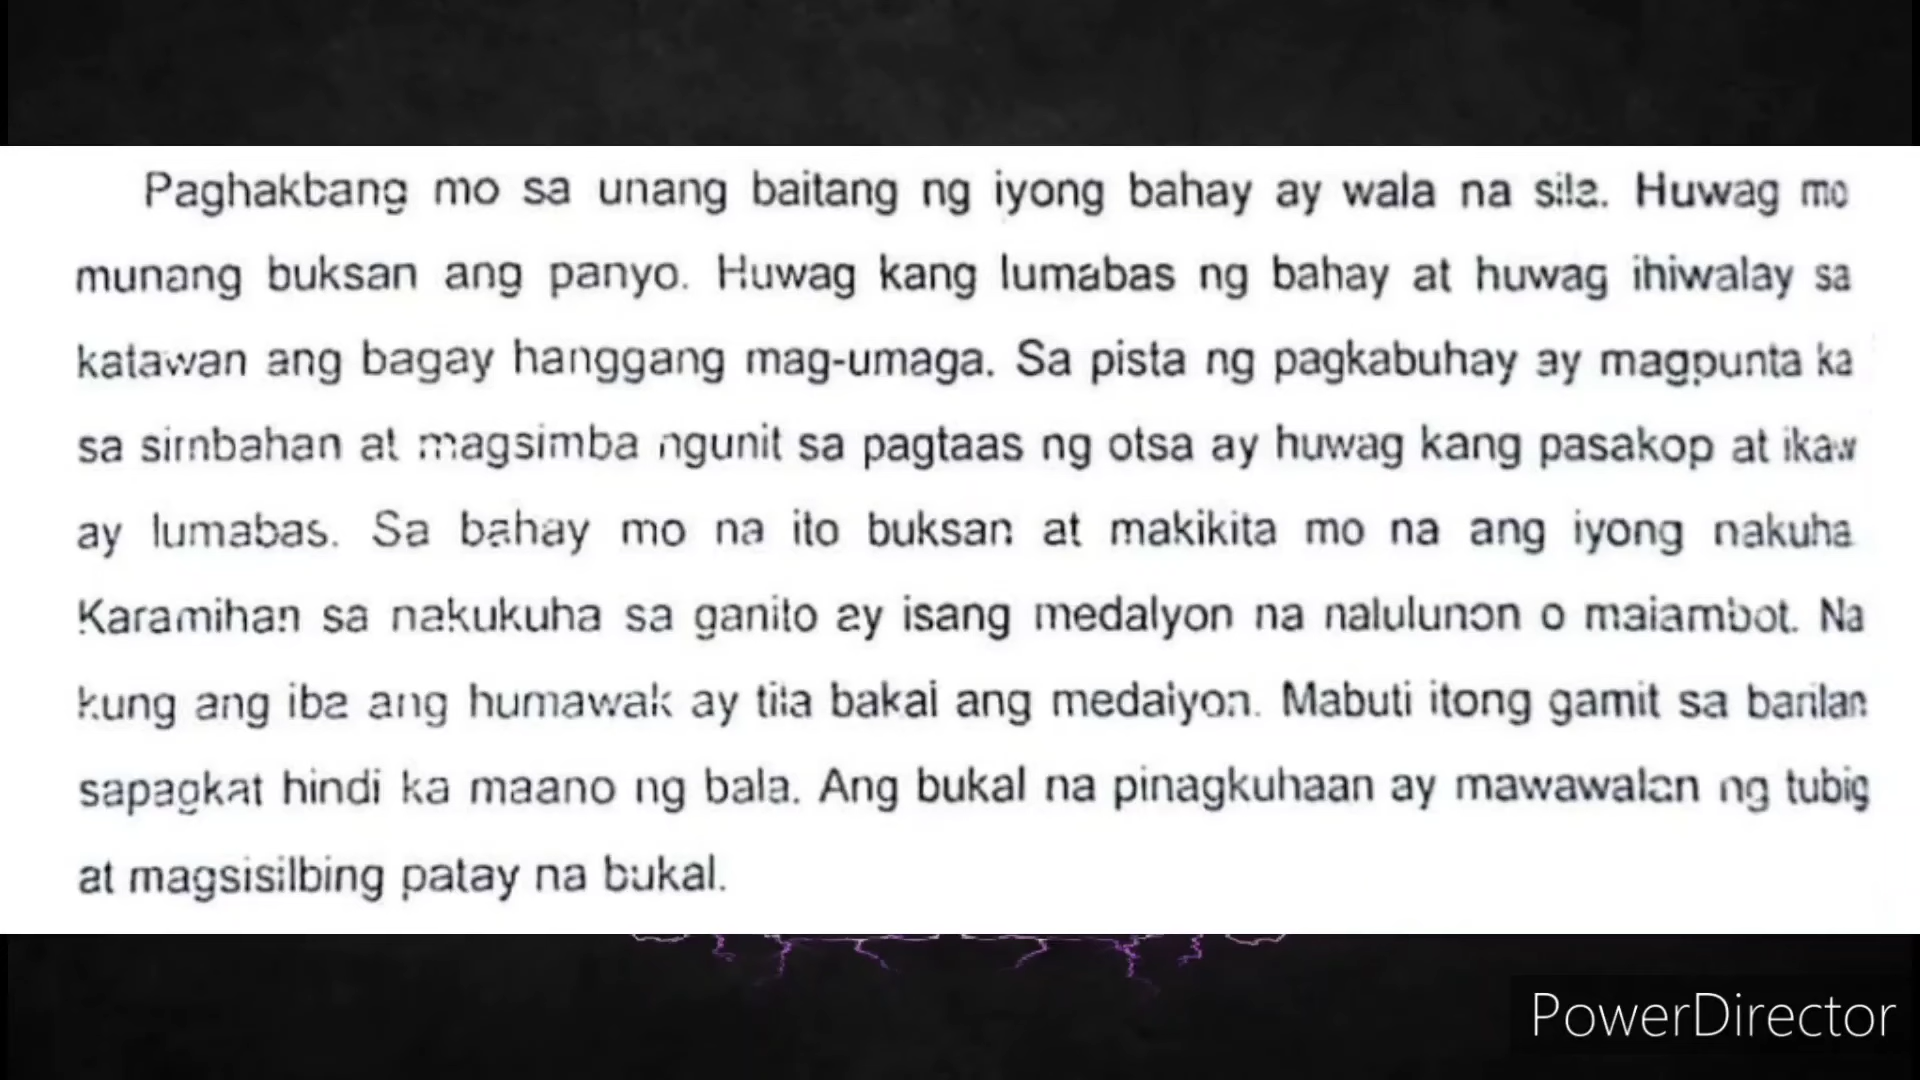 Paghakbang mo sa unang baitang ng iyong bahay ay wala na sila. Huwag mo
munang buksan ang panyo. Huwag kang lumabas ng bahay at huwag ihiwalay sa
katawan ang bagay hanggang mag-umaga. Sa pista ng pagkabuhay ay magpunta ka
sa simbahan at magsimba ngunit sa pagtaas ng otsa ay huwag kang pasakop at ikaw
ay lumabas. Sa bahay mo na ito buksan at makikita mo na ang iyong nakuha
Karamihan sa nakukuha sa ganito ay isang medalyon na nalulunon o malambot. Na
kung ang iba ang humawak ay tila bakal ang medalyon. Mabuti itong gamit sa barilan
sapagkat hindi ka maano ng bala. Ang bukal na pinagkuhaan ay mawawalan ng tubig
at magsisilbing patay na bukal.
PowerDirector